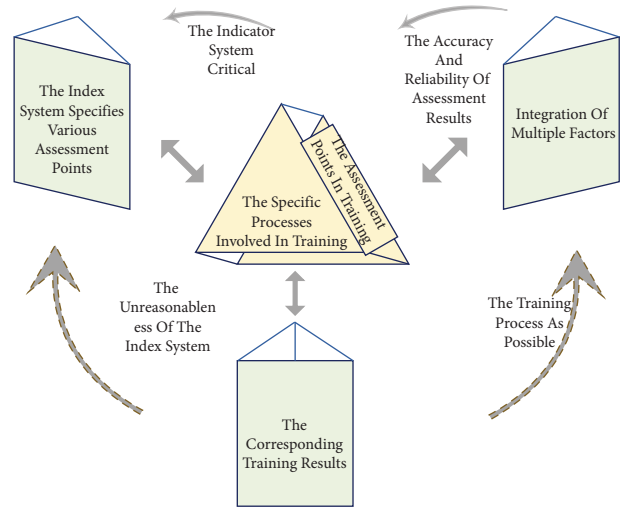 The Indicator
System
Critical
The Accuracy
And
Reliability Of
Assessment
Results
The Index
System Specifies
Various
Assessment
Points
Integration Of
Multiple Factors
The Assessment
Points In Training
The Specific
Processes
Involved In Training
The
Unreasonablen
ess Of The
Index System
The Training
Process As
Possible
The
Corresponding
Training Results